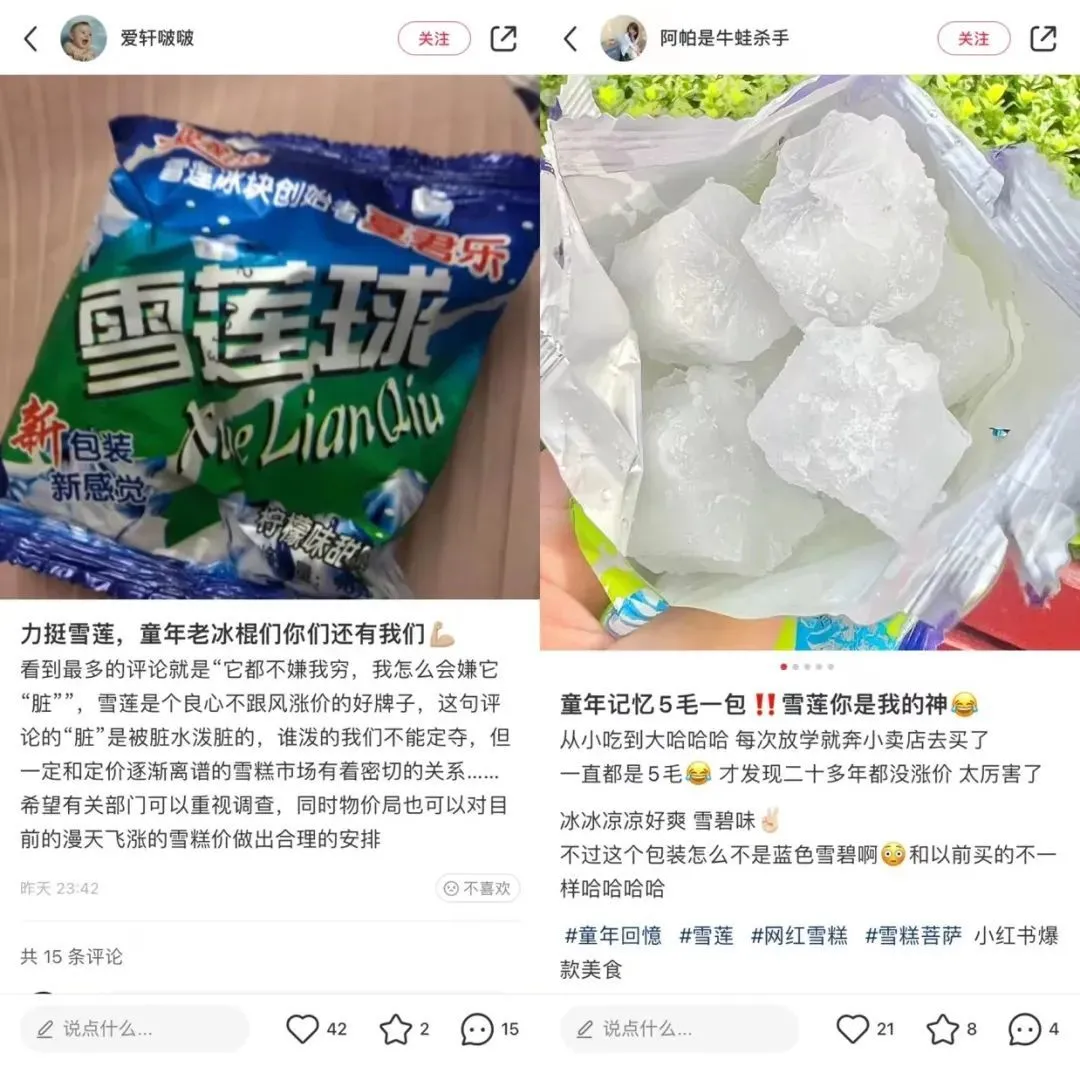 爱轩啵啵
关注
雪莲冰块创始者
夏君乐
雪莲球
Xue Lian Qiu
新包装
新感觉
柠檬味甜
力挺雪莲，童年老冰棍们你们还有我们💪🏼
看到最多的评论就是“它都不嫌我穷，我怎么会嫌它
“脏””，雪莲是个良心不跟风涨价的好牌子，这句评
论的“脏”是被脏水泼脏的，谁泼的我们不能定夺，但
一定和定价逐渐离谱的雪糕市场有着密切的关系......
希望有关部门可以重视调查，同时物价局也可以对目
前的漫天飞涨的雪糕价做出合理的安排
昨天 23:42
不喜欢
共 15 条评论
说点什么...
42
2
15
阿帕是牛蛙杀手
关注
童年记忆5毛一包‼️雪莲你是我的神😂
从小吃到大哈哈哈 每次放学就奔小卖店去买了
一直都是5毛😂 才发现二十多年都没涨价 太厉害了
冰冰凉凉好爽 雪碧味✌🏻
不过这个包装怎么不是蓝色雪碧啊😳和以前买的不一
样哈哈哈哈
#童年回憶 #雪莲 #网红雪糕 #雪糕菩萨 小红书爆
款美食
说点什么...
21
8
4